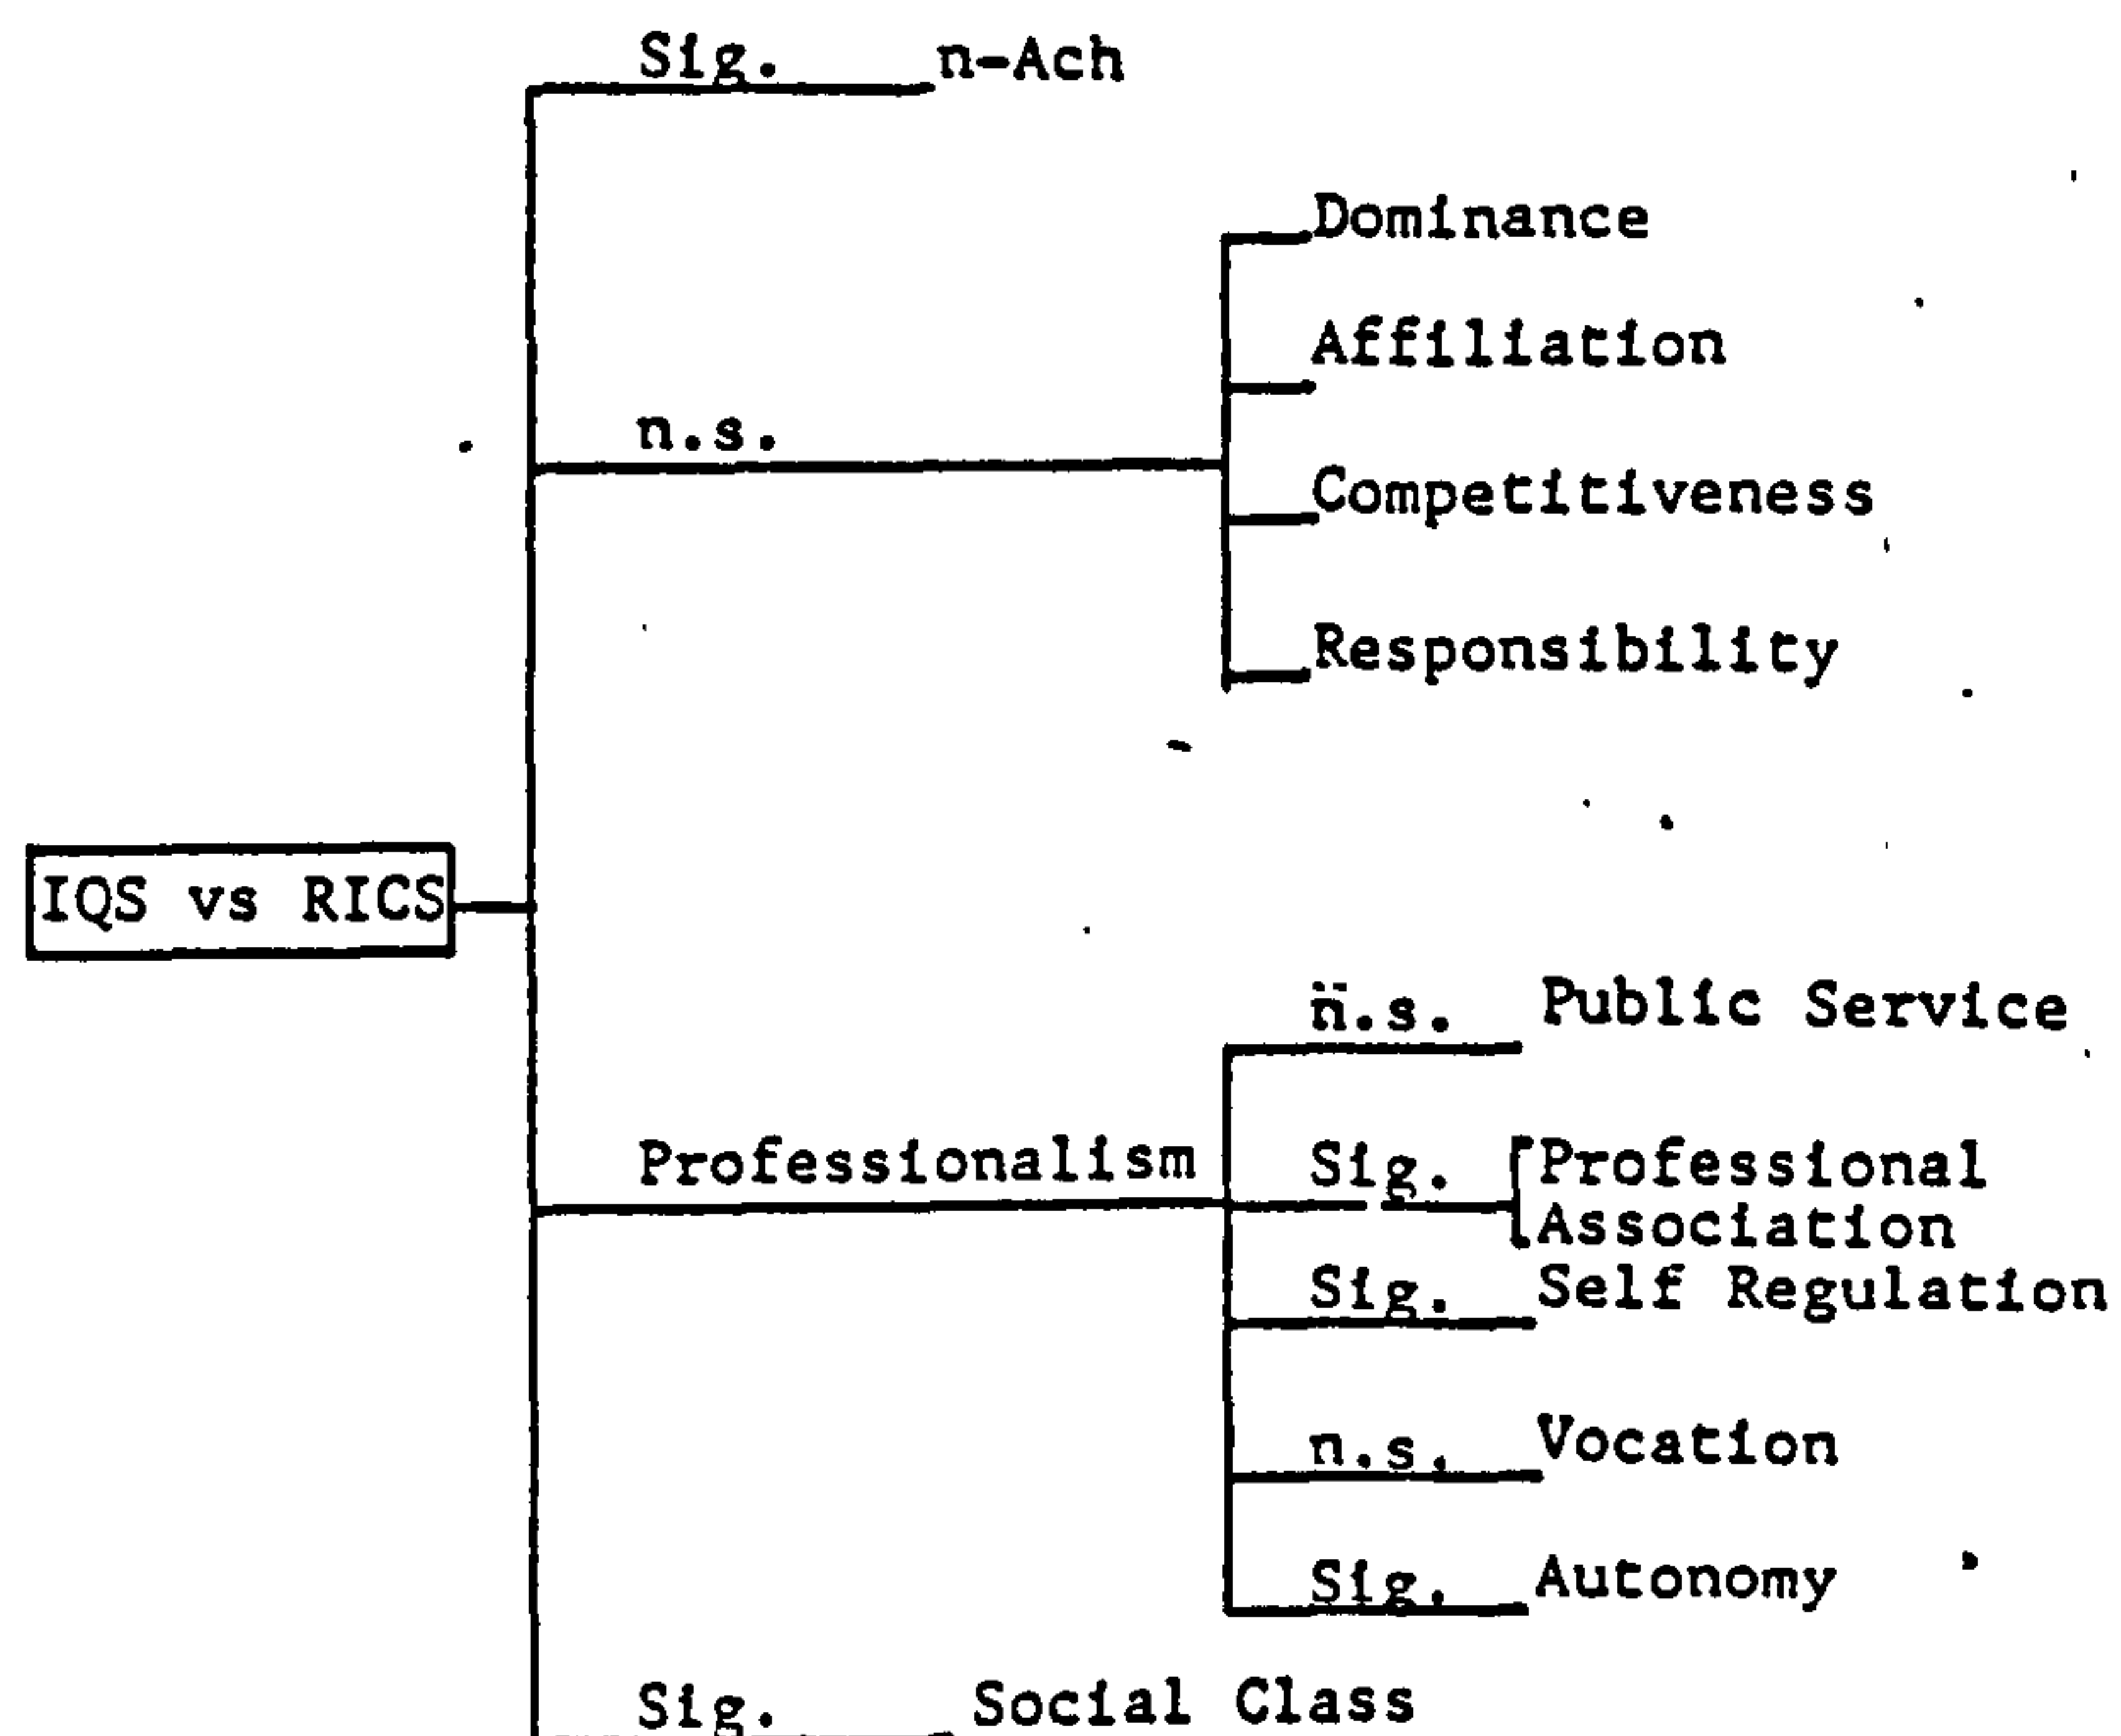 Sig. n-Ach
Dominance
Affiliation
n.s.
Competitiveness
Responsibility
IQS vs RICS
n.s. Public Service
Professionalism Sig. Professional
Association
Sig. Self Regulation
n.s. Vocation
Sig. Autonomy
Sig. Social Class